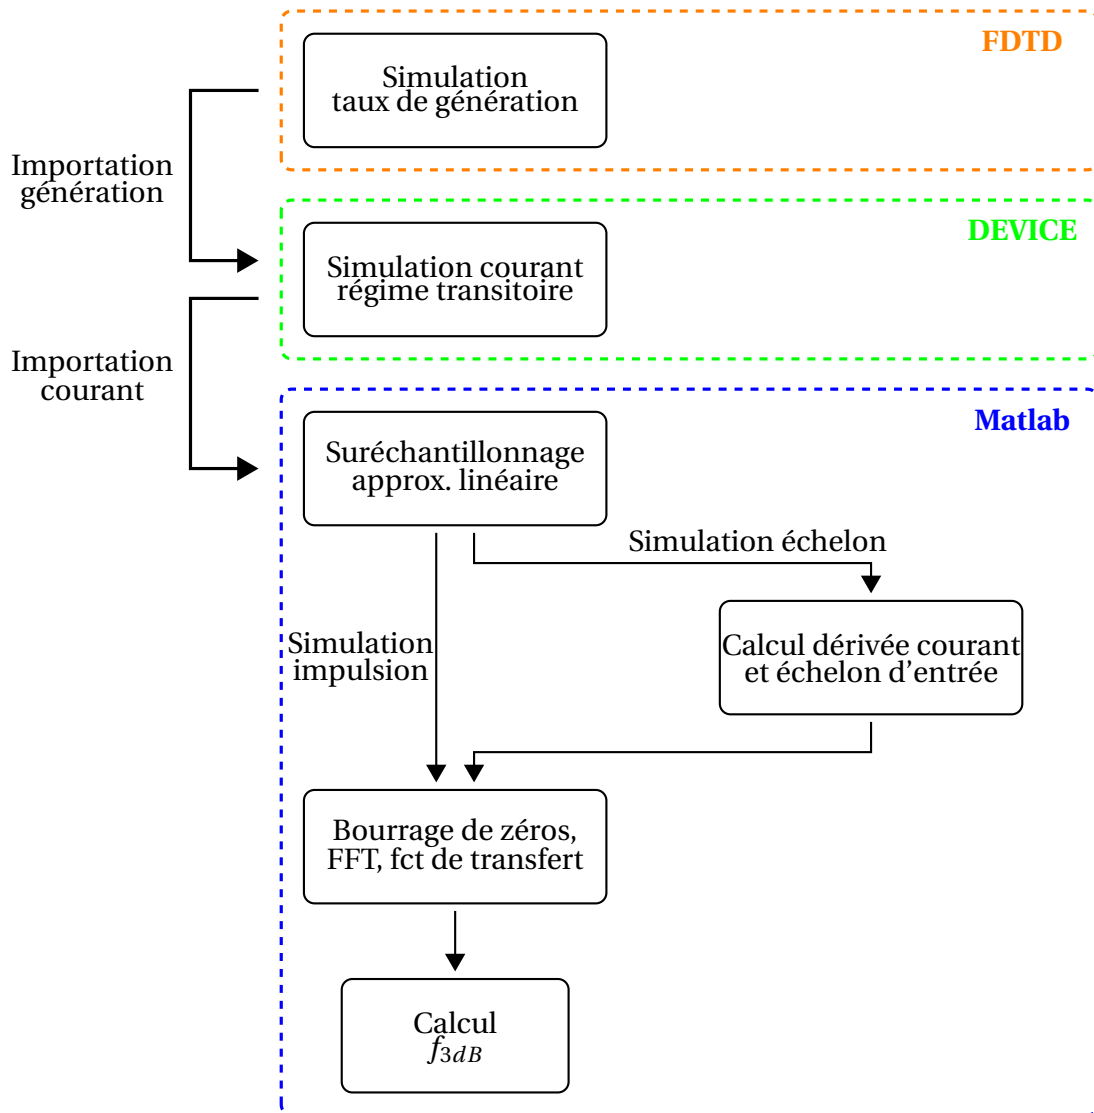 FDTD
Simulation
taux de génération
Importation
génération
DEVICE
Simulation courant
régime transitoire
Importation
courant
Matlab
Suréchantillonnage
approx. linéaire
Simulation échelon
Simulation
impulsion
Calcul dérivée courant
et échelon d'entrée
Bourrage de zéros,
FFT, fct de transfert
Calcul
f3dB